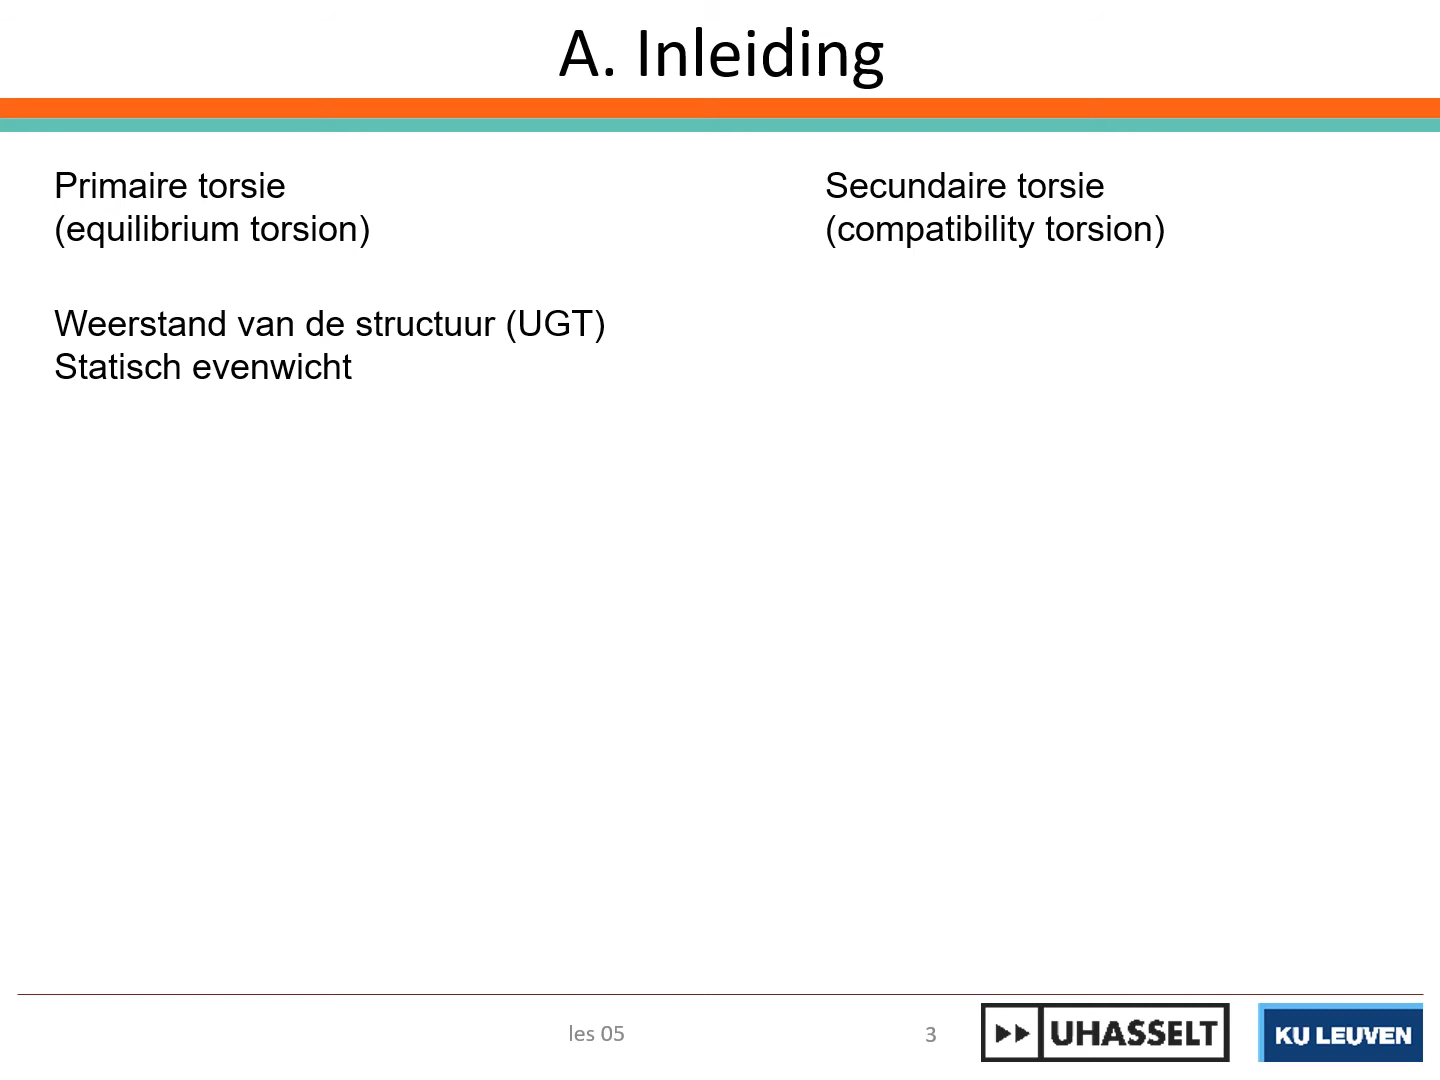 A. Inleiding
Primaire torsie
(equilibrium torsion)
Secundaire torsie
(compatibility torsion)
Weerstand van de structuur (UGT)
Statisch evenwicht
les 05
3
UHASSELT
KU LEUVEN